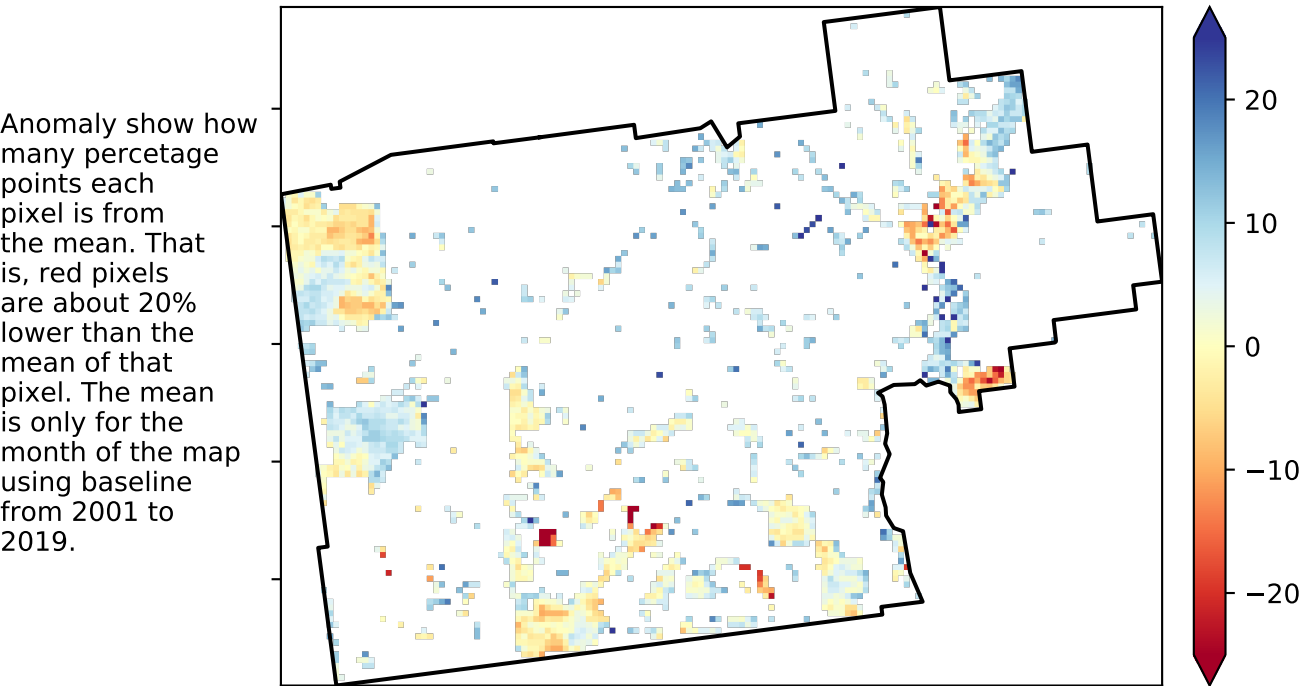 Anomaly show how
many percetage
points each
pixel is from
the mean. That
is, red pixels
are about 20%
lower than the
mean of that
pixel. The mean
is only for the
month of the map
using baseline
from 2001 to
2019.
20
10
0
−10
−20